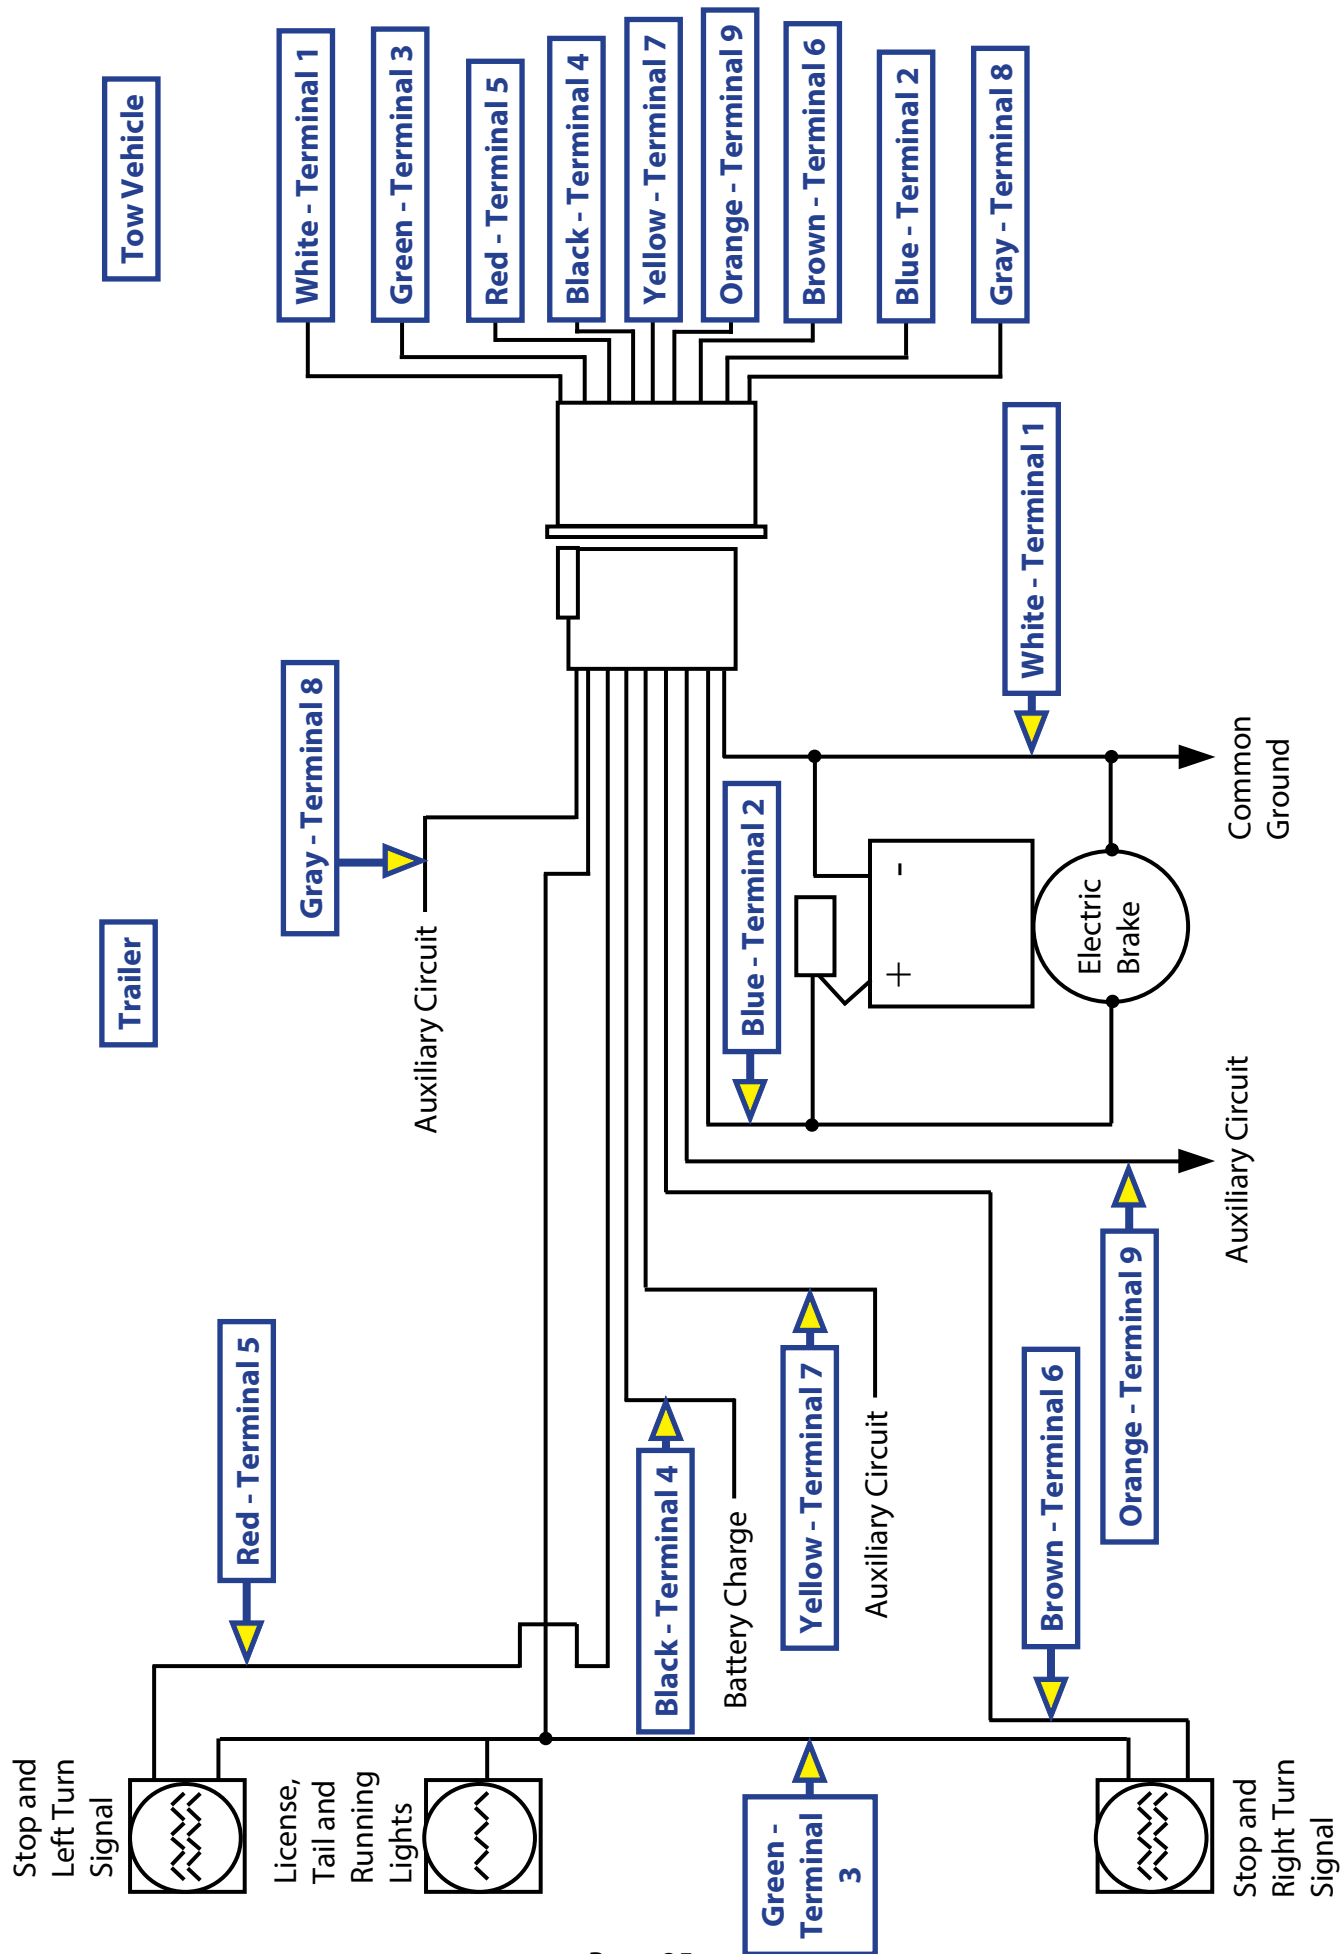 Tow Vehicle
White - Terminal 1
Green - Terminal 3
Red - Terminal 5
Black - Terminal 4
Yellow - Terminal 7
Orange - Terminal 9
Brown - Terminal 6
Blue - Terminal 2
Gray - Terminal 8
Trailer
Gray - Terminal 8
Auxiliary Circuit
White - Terminal 1
Common
Ground
Blue - Terminal 2
-
+
Electric
Brake
Auxiliary Circuit
Orange - Terminal 9
Red - Terminal 5
Black - Terminal 4
Battery Charge
Yellow - Terminal 7
Auxiliary Circuit
Brown - Terminal 6
Stop and
Left Turn
Signal
License,
Tail and
Running
Lights
Green -
Terminal
3
Stop and
Right Turn
Signal